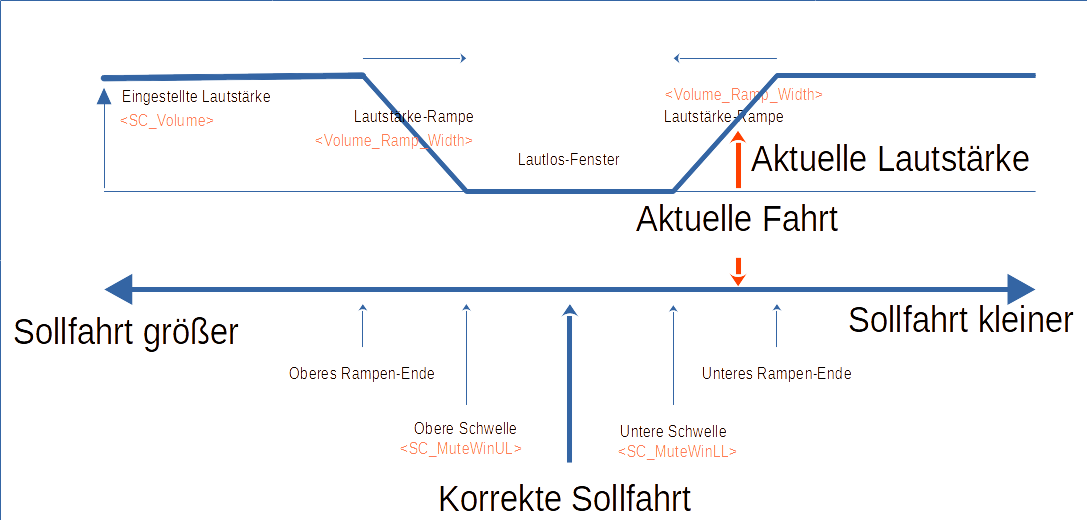 Eingestellte Lautstärke
<SC_Volume>
Lautstärke-Rampe
<Volume_Ramp_Width>
Lautlos-Fenster
<Volume_Ramp_Width>
Lautstärke-Rampe
Aktuelle Lautstärke
Aktuelle Fahrt
Sollfahrt größer
Sollfahrt kleiner
Oberes Rampen-Ende
Unteres Rampen-Ende
Obere Schwelle
<SC_MuteWinUL>
Untere Schwelle
<SC_MuteWinLL>
Korrekte Sollfahrt